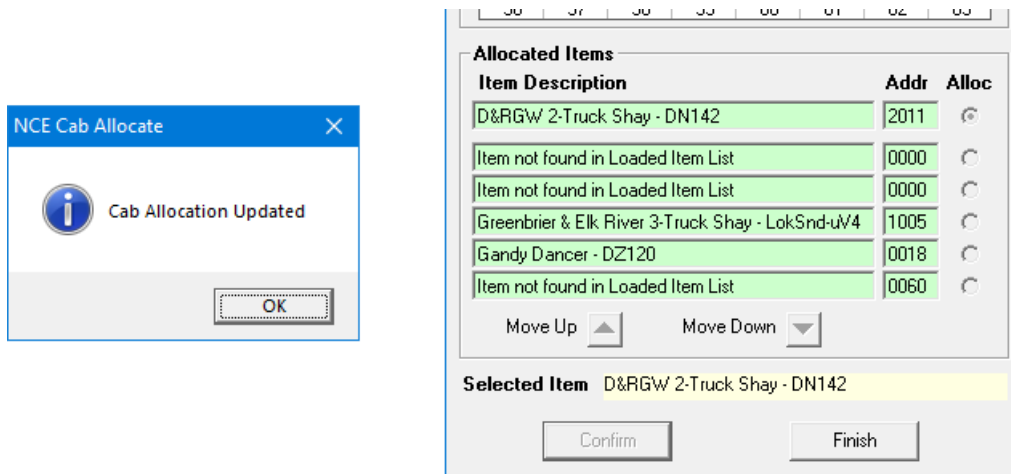 NCE Cab Allocate
Cab Allocation Updated
OK
Allocated Items
Item Description Addr Alloc
D&RGW 2-Truck Shay - DN142 2011
Item not found in Loaded Item List 0000
Item not found in Loaded Item List 0000
Greenbrier & Elk River 3-Truck Shay - LokSnd-uV4 1005
Gandy Dancer - DZ120 0018
Item not found in Loaded Item List 0060
Move Up Move Down
Selected Item D&RGW 2-Truck Shay - DN142
Confirm Finish